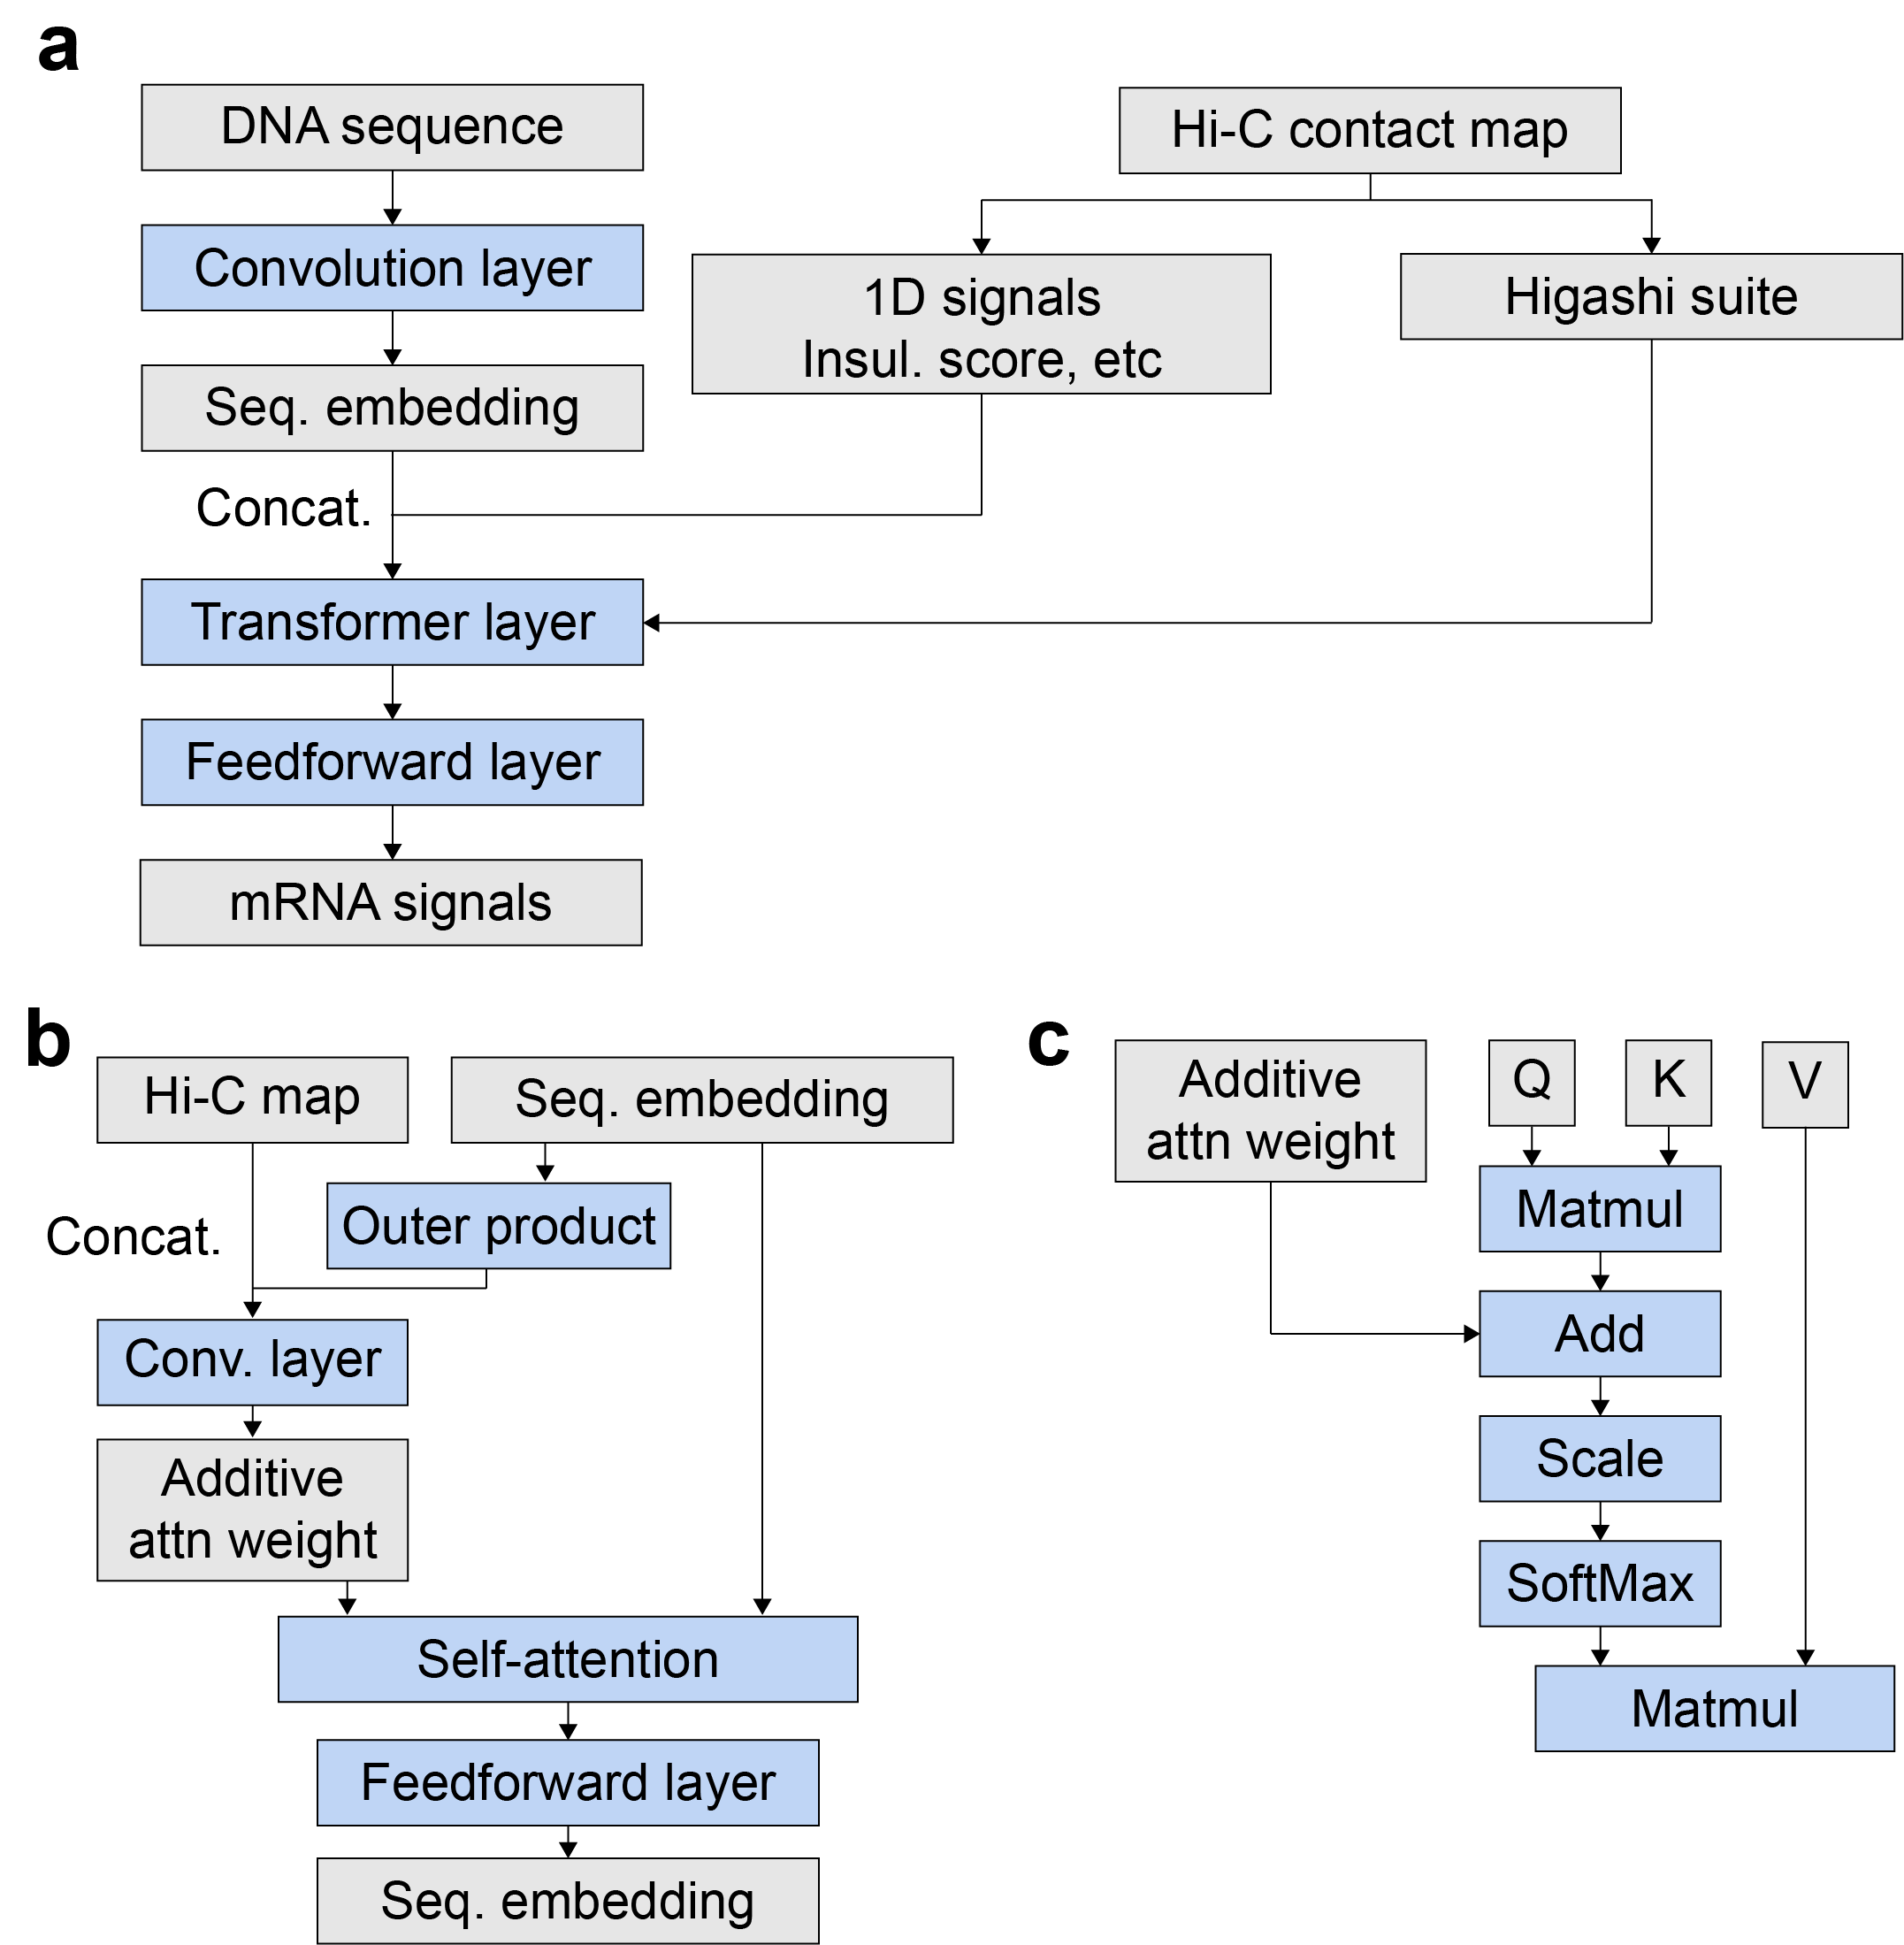 a
DNA sequence
Hi-C contact map
Convolution layer
1D signals
Insul. score, etc
Higashi suite
Seq. embedding
Concat.
Transformer layer
Feedforward layer
mRNA signals
b
Hi-C map
Seq. embedding
Outer product
Concat.
Conv. layer
Additive
attn weight
Self-attention
Feedforward layer
Seq. embedding
c
Additive
attn weight
Q
K
V
Matmul
Add
Scale
SoftMax
Matmul